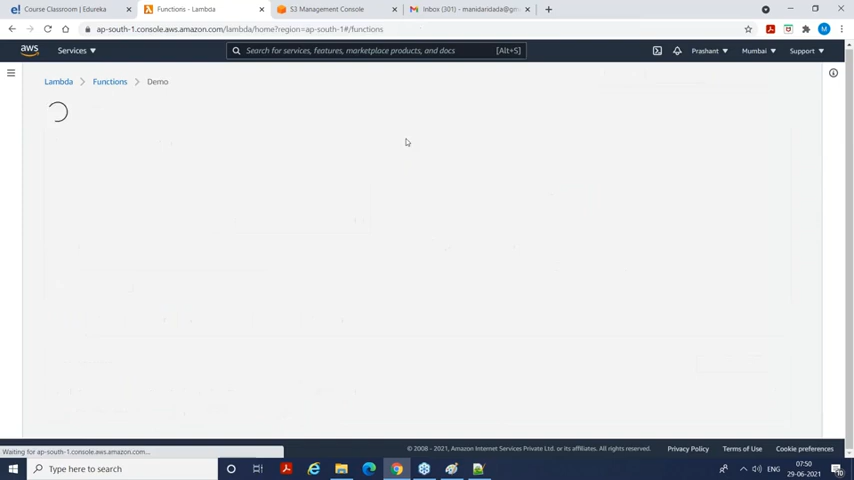 Course Classroom | Edureka
Functions - Lambda
S3 Management Console
Inbox (301) - manidaridada@gm
ap-south-1.console.aws.amazon.com/lambda/home?region=ap-south-1#/functions
M
aws
Services
Search for services, features, marketplace products, and docs
[Alt+S]
Prashant
Mumbai
Support
Lambda
Functions
Demo
Waiting for ap-south-1.console.aws.amazon.com...
© 2008 - 2021, Amazon Internet Services Private Ltd. or its affiliates. All rights reserved.
Privacy Policy
Terms of Use
Cookie preferences
Type here to search
ENG
07:50
29-06-2021
10